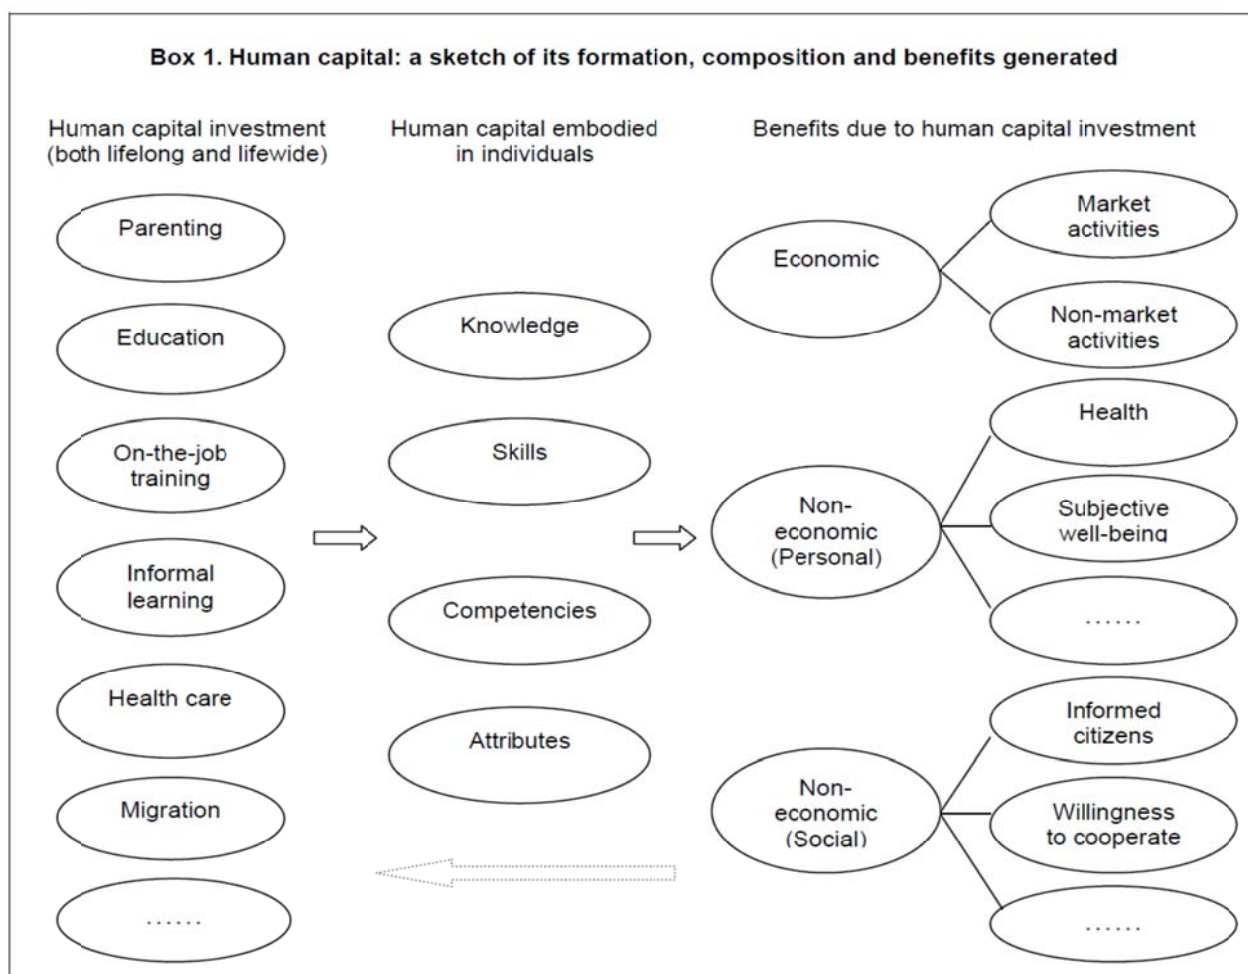 Box 1. Human capital: a sketch of its formation, composition and benefits generated
Human capital investment
(both lifelong and lifewide)
Parenting
Education
On-the-job
training
Informal
learning
Health care
Migration
......
Human capital embodied
in individuals
Knowledge
Skills
Competencies
Attributes
Benefits due to human capital investment
Economic
Market
activities
Non-market
activities
Non-
economic
(Personal)
Health
Subjective
well-being
......
Non-
economic
(Social)
Informed
citizens
Willingness
to cooperate
......